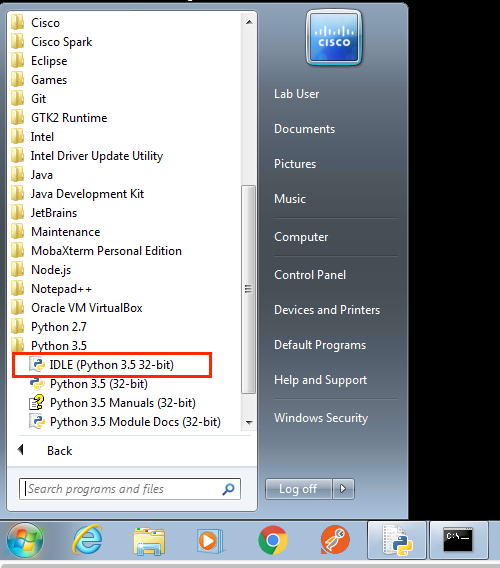 Cisco
Cisco Spark
Eclipse
Games
Git
GTK2 Runtime
Intel
Intel Driver Update Utility
Java
Java Development Kit
JetBrains
Maintenance
MobaXterm Personal Edition
Node.js
Notepad++
Oracle VM VirtualBox
Python 2.7
Python 3.5
IDLE (Python 3.5 32-bit)
Python 3.5 (32-bit)
Python 3.5 Manuals (32-bit)
Python 3.5 Module Docs (32-bit)
Back
Search programs and files
CISCO
Lab User
Documents
Pictures
Music
Computer
Control Panel
Devices and Printers
Default Programs
Help and Support
Windows Security
Log off
C:\.